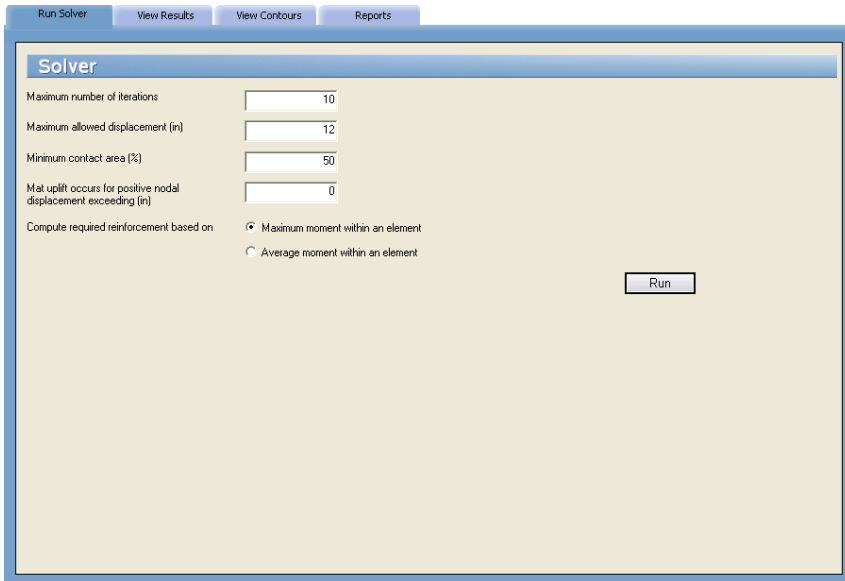 Run Solver
View Results
View Contours
Reports
Solver
Maximum number of iterations
10
Maximum allowed displacement (in)
12
Minimum contact area (%)
50
Mat uplift occurs for positive nodal
displacement exceeding (in)
0
Compute required reinforcement based on
Maximum moment within an element
Average moment within an element
Run